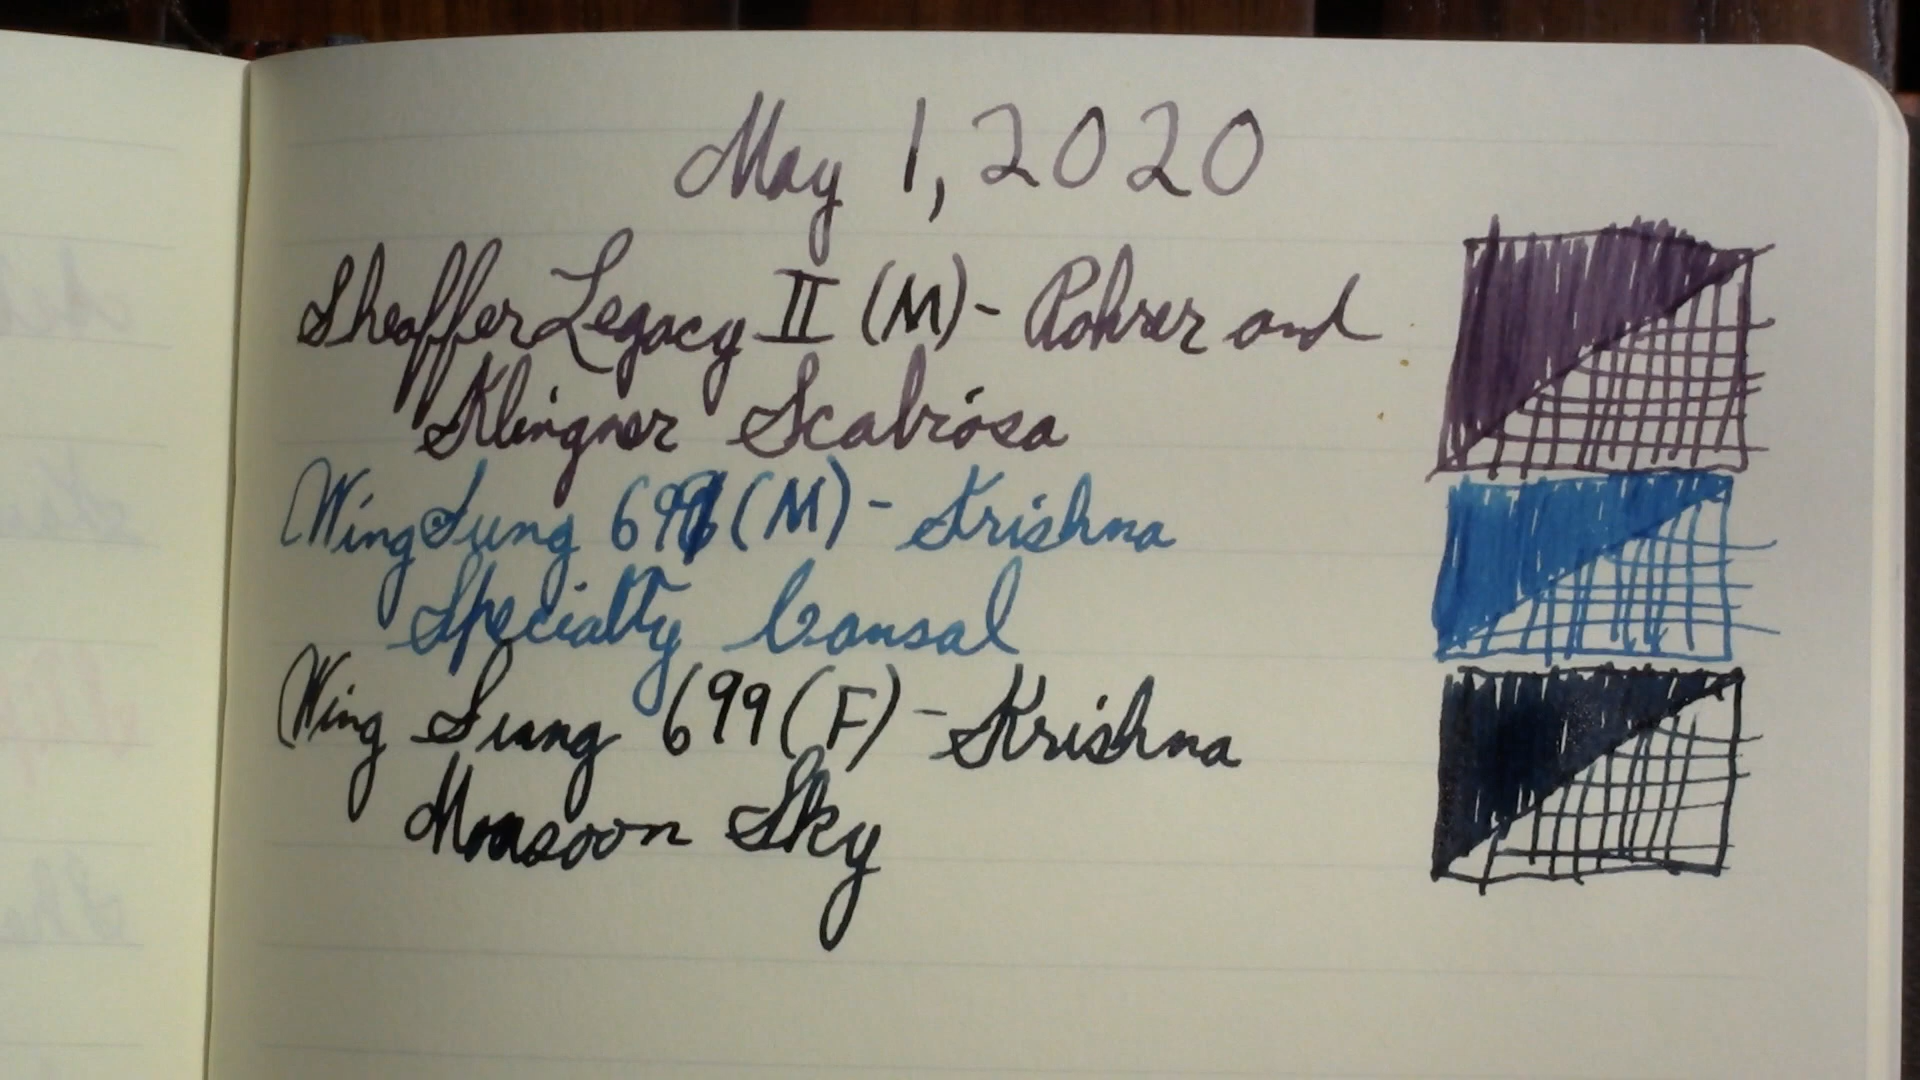 May 1, 2020
Sheaffer Legacy II (M) - Rohrer and
Klingner Scabiosa
Wing Sung 698 (M) - Krishna
Specialty Cansal
Wing Sung 699 (F) - Krishna
Monsoon Sky